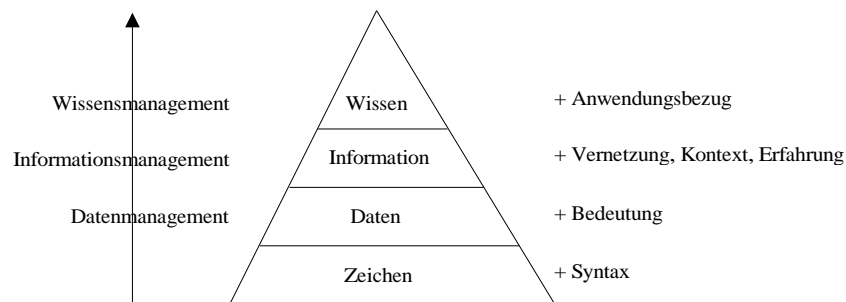 Wissensmanagement Wissen + Anwendungsbezug
Informationsmanagement Information + Vernetzung, Kontext, Erfahrung
Datenmanagement Daten + Bedeutung
Zeichen + Syntax